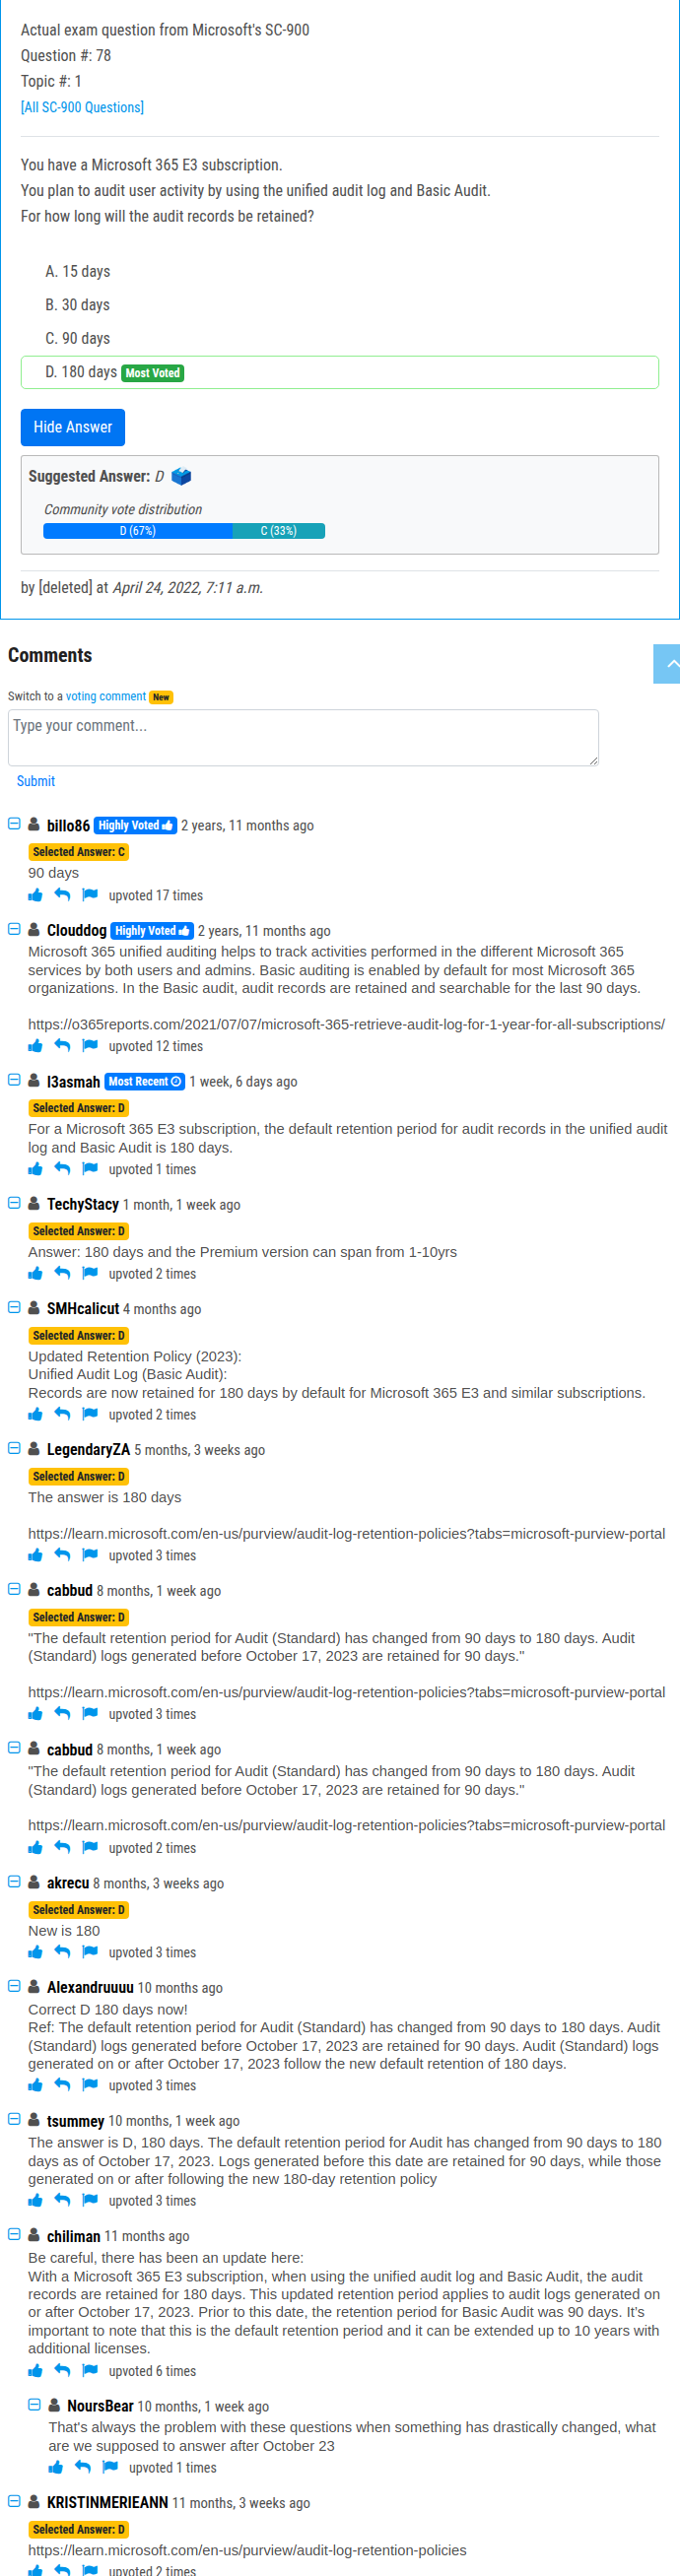 Actual exam question from Microsoft's SC-900
Question #: 78
Topic #: 1
[All SC-900 Questions]
You have a Microsoft 365 E3 subscription.
You plan to audit user activity by using the unified audit log and Basic Audit.
For how long will the audit records be retained?
A. 15 days
B. 30 days
C. 90 days
D. 180 days Most Voted
Hide Answer
Suggested Answer: D
Community vote distribution
D (67%) C (33%)
by [deleted] at April 24, 2022, 7:11 a.m.
Comments
Switch to a voting comment New
Type your comment...
Submit
billo86 Highly Voted 2 years, 11 months ago
Selected Answer: C
90 days
upvoted 17 times
Clouddog Highly Voted 2 years, 11 months ago
Microsoft 365 unified auditing helps to track activities performed in the different Microsoft 365
services by both users and admins. Basic auditing is enabled by default for most Microsoft 365
organizations. In the Basic audit, audit records are retained and searchable for the last 90 days.
https://o365reports.com/2021/07/07/microsoft-365-retrieve-audit-log-for-1-year-for-all-subscriptions/
upvoted 12 times
l3asmah Most Recent 1 week, 6 days ago
Selected Answer: D
For a Microsoft 365 E3 subscription, the default retention period for audit records in the unified audit
log and Basic Audit is 180 days.
upvoted 1 times
TechyStacy 1 month, 1 week ago
Selected Answer: D
Answer: 180 days and the Premium version can span from 1-10yrs
upvoted 2 times
SMHcalicut 4 months ago
Selected Answer: D
Updated Retention Policy (2023):
Unified Audit Log (Basic Audit):
Records are now retained for 180 days by default for Microsoft 365 E3 and similar subscriptions.
upvoted 2 times
LegendaryZA 5 months, 3 weeks ago
Selected Answer: D
The answer is 180 days
https://learn.microsoft.com/en-us/purview/audit-log-retention-policies?tabs=microsoft-purview-portal
upvoted 3 times
cabbud 8 months, 1 week ago
Selected Answer: D
"The default retention period for Audit (Standard) has changed from 90 days to 180 days. Audit
(Standard) logs generated before October 17, 2023 are retained for 90 days."
https://learn.microsoft.com/en-us/purview/audit-log-retention-policies?tabs=microsoft-purview-portal
upvoted 3 times
cabbud 8 months, 1 week ago
"The default retention period for Audit (Standard) has changed from 90 days to 180 days. Audit
(Standard) logs generated before October 17, 2023 are retained for 90 days."
https://learn.microsoft.com/en-us/purview/audit-log-retention-policies?tabs=microsoft-purview-portal
upvoted 2 times
akrecu 8 months, 3 weeks ago
Selected Answer: D
New is 180
upvoted 3 times
Alexandruuuu 10 months ago
Correct D 180 days now!
Ref: The default retention period for Audit (Standard) has changed from 90 days to 180 days. Audit
(Standard) logs generated before October 17, 2023 are retained for 90 days. Audit (Standard) logs
generated on or after October 17, 2023 follow the new default retention of 180 days.
upvoted 3 times
tsummey 10 months, 1 week ago
The answer is D, 180 days. The default retention period for Audit has changed from 90 days to 180
days as of October 17, 2023. Logs generated before this date are retained for 90 days, while those
generated on or after following the new 180-day retention policy
upvoted 3 times
chiliman 11 months ago
Be careful, there has been an update here:
With a Microsoft 365 E3 subscription, when using the unified audit log and Basic Audit, the audit
records are retained for 180 days. This updated retention period applies to audit logs generated on
or after October 17, 2023. Prior to this date, the retention period for Basic Audit was 90 days. It's
important to note that this is the default retention period and it can be extended up to 10 years with
additional licenses.
upvoted 6 times
NoursBear 10 months, 1 week ago
That's always the problem with these questions when something has drastically changed, what
are we supposed to answer after October 23
upvoted 1 times
KRISTINMERIEANN 11 months, 3 weeks ago
Selected Answer: D
https://learn.microsoft.com/en-us/purview/audit-log-retention-policies
upvoted 2 times